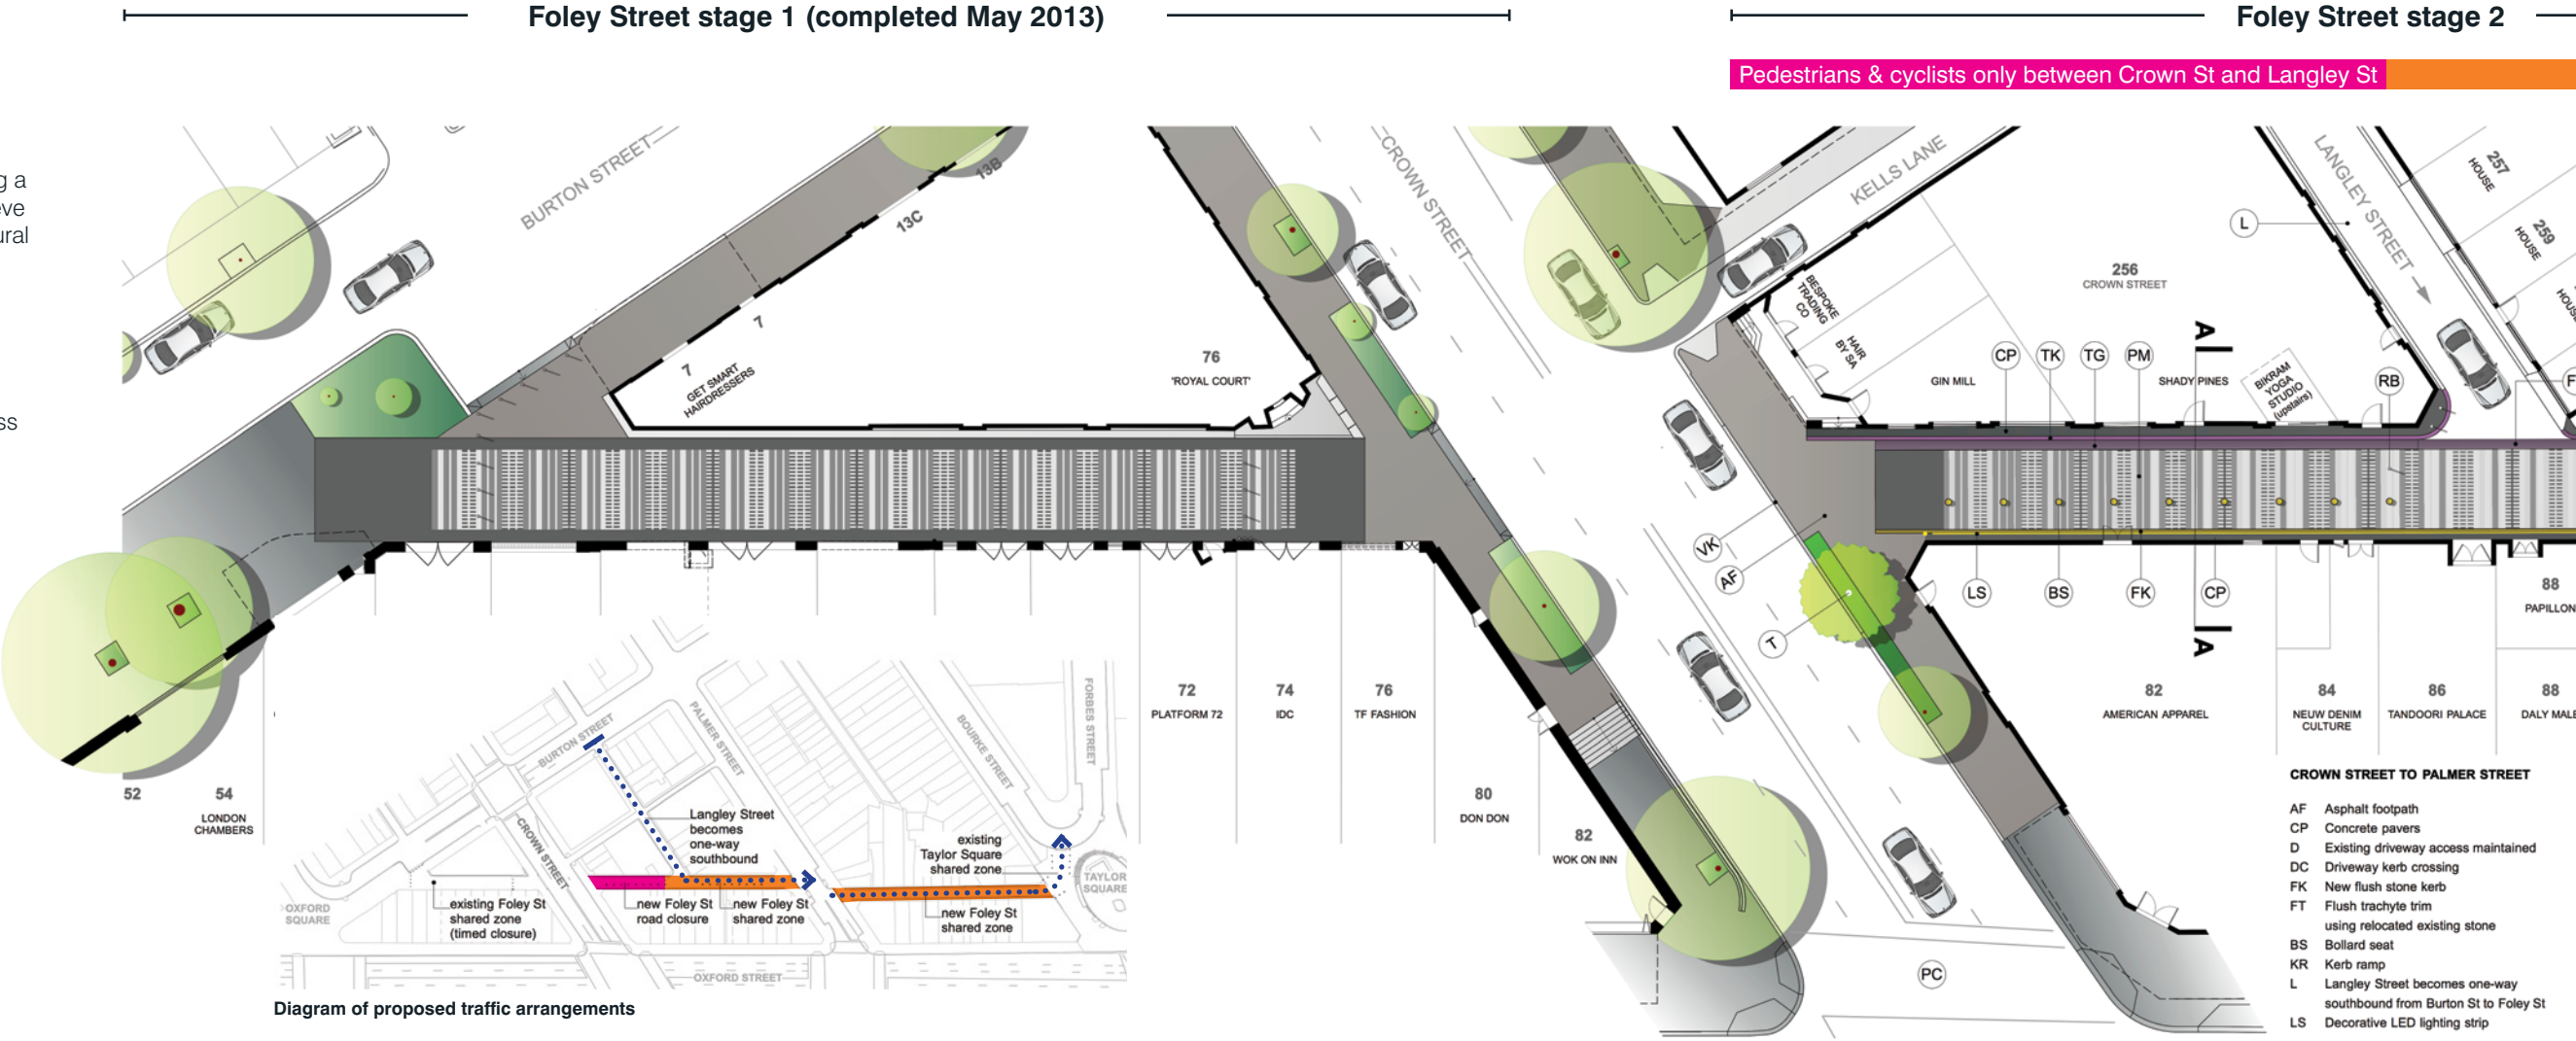 Foley Street stage 1 (completed May 2013)
Foley Street stage 2
Pedestrians & cyclists only between Crown St and Langley St
g a
eve
ural
ss
BURTON STREET
13B
13C
7
7
GET SMART
HAIRDRESSERS
76
'ROYAL COURT'
CROWN STREET
KELLS LANE
LANGLEY STREET
257
HOUSE
259
HOUSE
L
256
CROWN STREET
BESPOKE
TRADING
CO
HAIR
BY SA
A
CP
TK
TG
PM
GIN MILL
SHADY PINES
BIKRAM
YOGA
STUDIO
(upstairs)
RB
F
VK
AF
T
LS
BS
FK
CP
A
88
PAPILLON
52
54
LONDON
CHAMBERS
72
PLATFORM 72
74
IDC
76
TF FASHION
80
DON DON
82
WOK ON INN
82
AMERICAN APPAREL
84
NEUW DENIM
CULTURE
86
TANDOORI PALACE
88
DALY MALE
PC
BURTON STREET
PALMER STREET
BOURKE STREET
FORBES STREET
CROWN STREET
Langley Street
becomes
one-way
southbound
existing
Taylor Square
shared zone
TAYLOR
SQUARE
OXFORD
SQUARE
existing Foley St
shared zone
(timed closure)
new Foley St
road closure
new Foley St
shared zone
new Foley St
shared zone
OXFORD STREET
Diagram of proposed traffic arrangements
CROWN STREET TO PALMER STREET
AF Asphalt footpath
CP Concrete pavers
D Existing driveway access maintained
DC Driveway kerb crossing
FK New flush stone kerb
FT Flush trachyte trim
using relocated existing stone
BS Bollard seat
KR Kerb ramp
L Langley Street becomes one-way
southbound from Burton St to Foley St
LS Decorative LED lighting strip